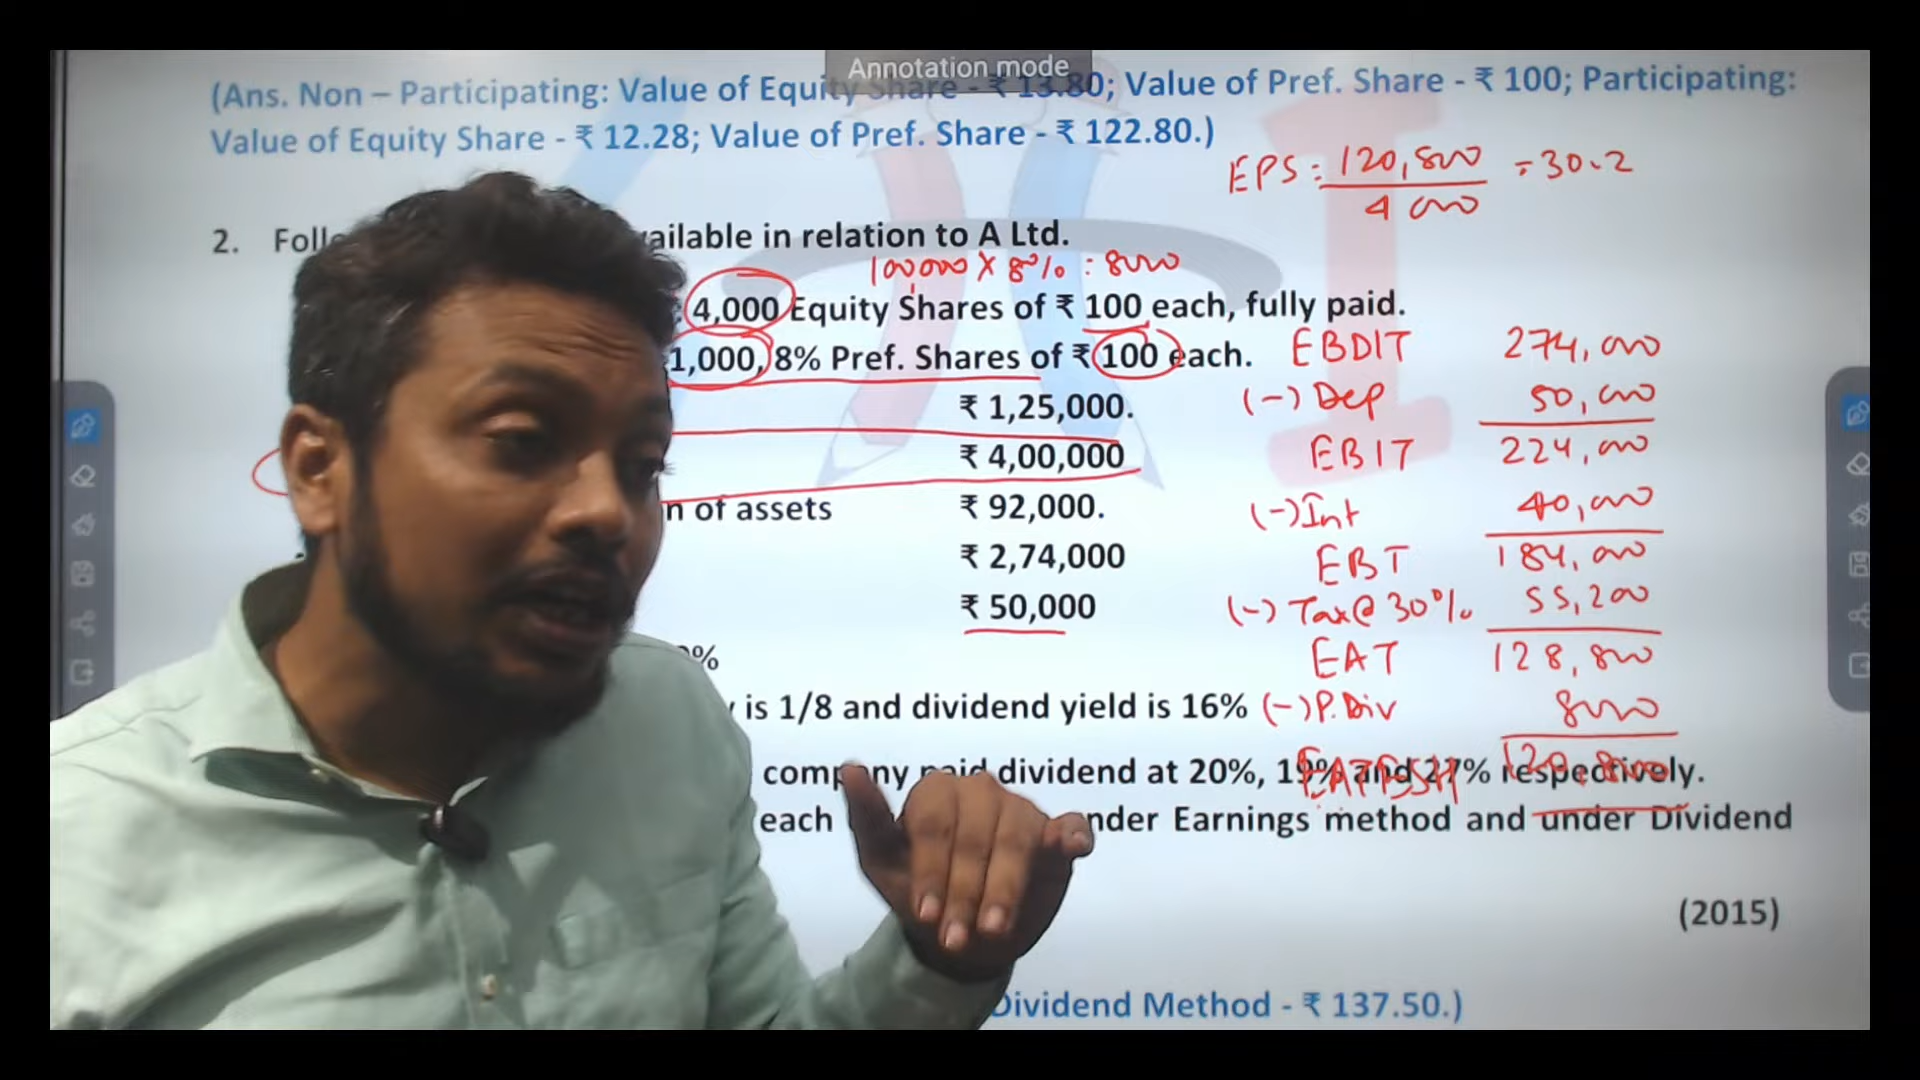 Annotation mode
(Ans. Non – Participating: Value of Equity Share - ₹ 13.80; Value of Pref. Share - ₹ 100; Participating:
Value of Equity Share - ₹ 12.28; Value of Pref. Share - ₹ 122.80.)
EPS = 120,800 / 4000 = 30.2
2. ailable in relation to A Ltd.
100,000 X 8% : 8000
4,000 Equity Shares of ₹ 100 each, fully paid.
1,000, 8% Pref. Shares of ₹ 100 each.
EBDIT 274,000
₹ 1,25,000.
(-) Dep 50,000
₹ 4,00,000
EBIT 224,000
n of assets ₹ 92,000.
(-) Int 40,000
₹ 2,74,000
EBT 184,000
₹ 50,000
(-) Tax@ 30% 55,200
%
EAT 128,800
is 1/8 and dividend yield is 16%
(-) P.Div 8000
company paid dividend at 20%, 19% and 27% respectively.
EATESH 120,800
each nder Earnings method and under Dividend
(2015)
Dividend Method - ₹ 137.50.)